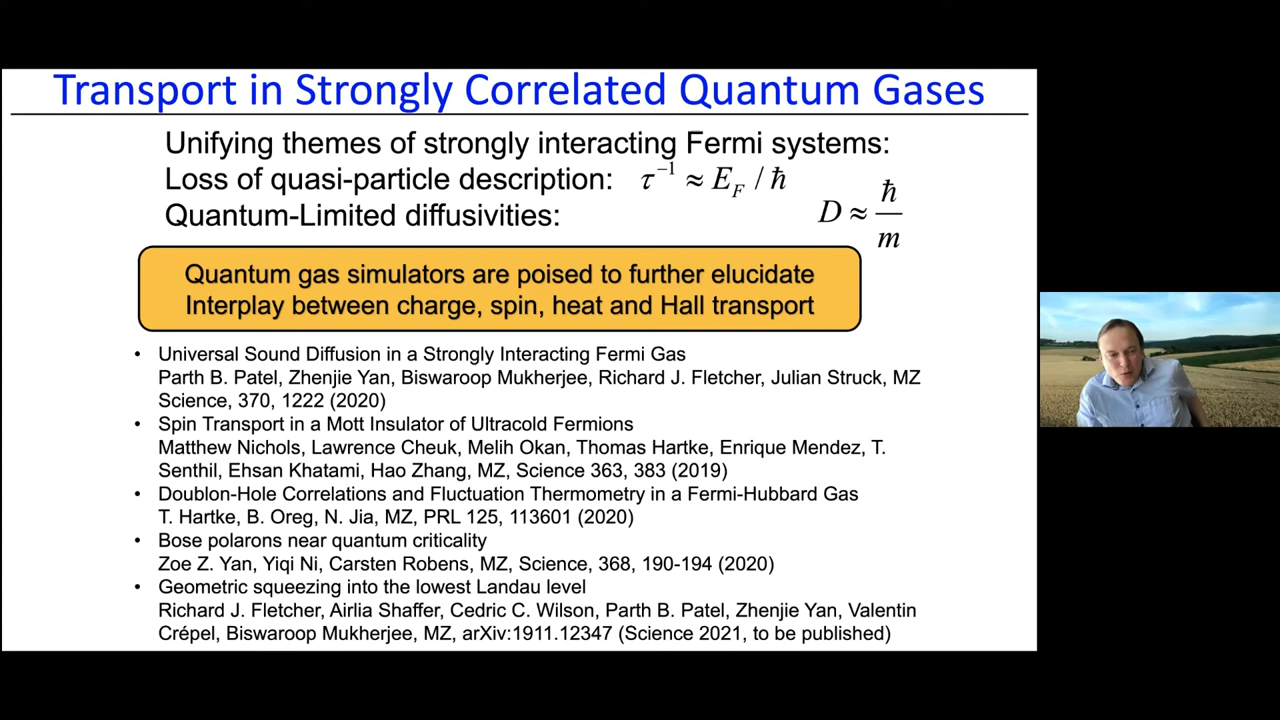 Transport in Strongly Correlated Quantum Gases
Unifying themes of strongly interacting Fermi systems:
Loss of quasi-particle description: τ⁻¹ ≈ E_F / ħ
Quantum-Limited diffusivities: D ≈ ħ/m
Quantum gas simulators are poised to further elucidate
Interplay between charge, spin, heat and Hall transport
• Universal Sound Diffusion in a Strongly Interacting Fermi Gas
Parth B. Patel, Zhenjie Yan, Biswaroop Mukherjee, Richard J. Fletcher, Julian Struck, MZ
Science, 370, 1222 (2020)
• Spin Transport in a Mott Insulator of Ultracold Fermions
Matthew Nichols, Lawrence Cheuk, Melih Okan, Thomas Hartke, Enrique Mendez, T.
Senthil, Ehsan Khatami, Hao Zhang, MZ, Science 363, 383 (2019)
• Doublon-Hole Correlations and Fluctuation Thermometry in a Fermi-Hubbard Gas
T. Hartke, B. Oreg, N. Jia, MZ, PRL 125, 113601 (2020)
• Bose polarons near quantum criticality
Zoe Z. Yan, Yiqi Ni, Carsten Robens, MZ, Science, 368, 190-194 (2020)
• Geometric squeezing into the lowest Landau level
Richard J. Fletcher, Airlia Shaffer, Cedric C. Wilson, Parth B. Patel, Zhenjie Yan, Valentin
Crépel, Biswaroop Mukherjee, MZ, arXiv:1911.12347 (Science 2021, to be published)